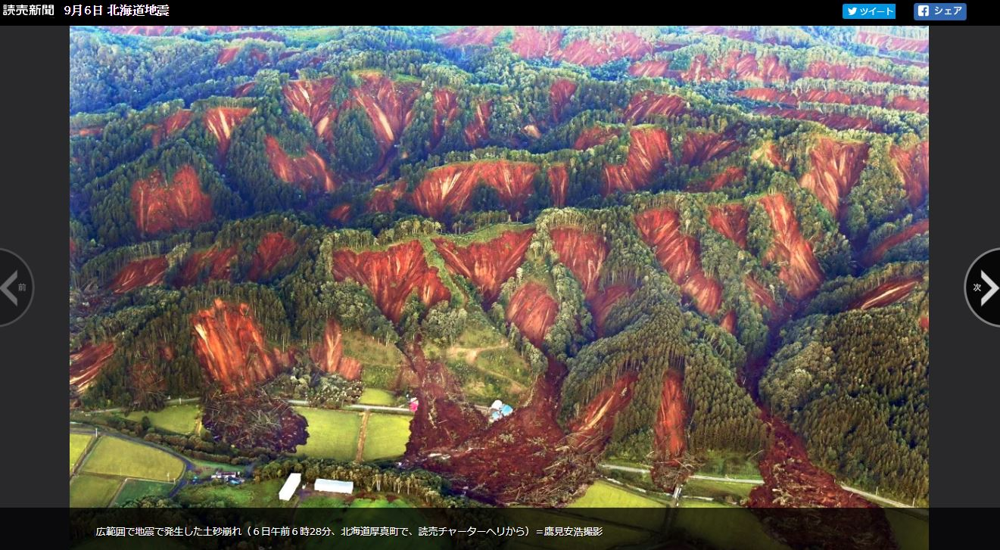 読売新聞 9月6日 北海道地震 ツイート シェア
前
次
広範囲で地震で発生した土砂崩れ（６日午前６時28分、北海道厚真町で、読売チャーターヘリから）＝鷹見安浩撮影